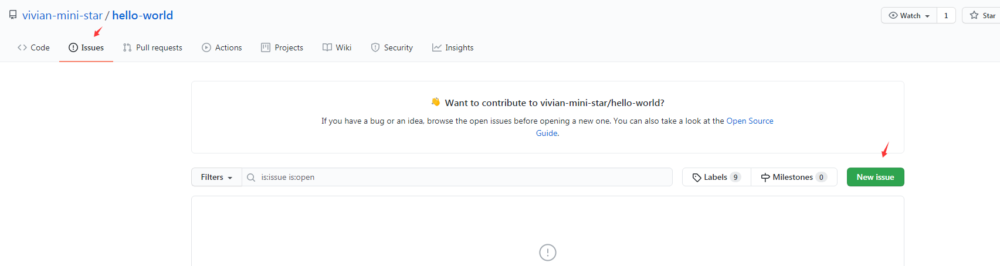 vivian-mini-star / hello-world
Watch 1 Star
Code Issues Pull requests Actions Projects Wiki Security Insights
Want to contribute to vivian-mini-star/hello-world?
If you have a bug or an idea, browse the open issues before opening a new one. You can also take a look at the Open Source
Guide.
Filters is:issue is:open Labels 9 Milestones 0 New issue